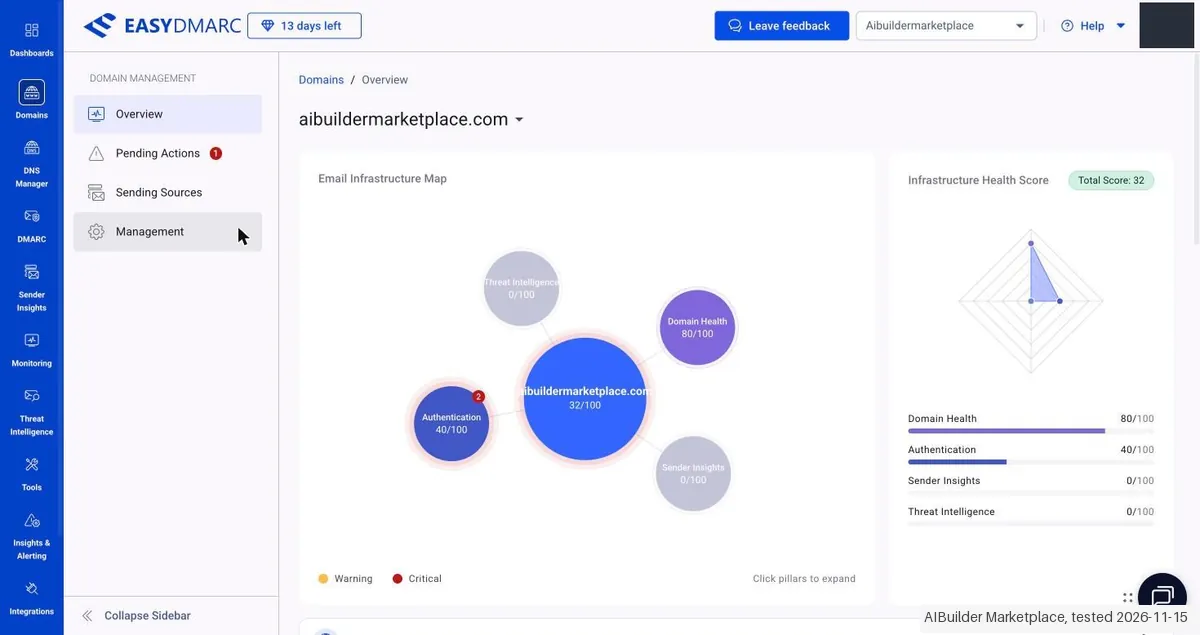 EASYDMARC
13 days left
Leave feedback
Aibuildermarketplace
Help
Dashboards
Domains
DNS
Manager
DMARC
Sender
Insights
Monitoring
Threat
Intelligence
Tools
Insights &
Alerting
Integrations
DOMAIN MANAGEMENT
Overview
Pending Actions 1
Sending Sources
Management
Collapse Sidebar
Domains / Overview
aibuildermarketplace.com
Email Infrastructure Map
Threat Intelligence
0/100
Domain Health
80/100
aibuildermarketplace.com
32/100
2
Authentication
40/100
Sender Insights
0/100
Warning
Critical
Click pillars to expand
Infrastructure Health Score
Total Score: 32
Domain Health 80/100
Authentication 40/100
Sender Insights 0/100
Threat Intelligence 0/100
AIBuilder Marketplace, tested 2026-11-15